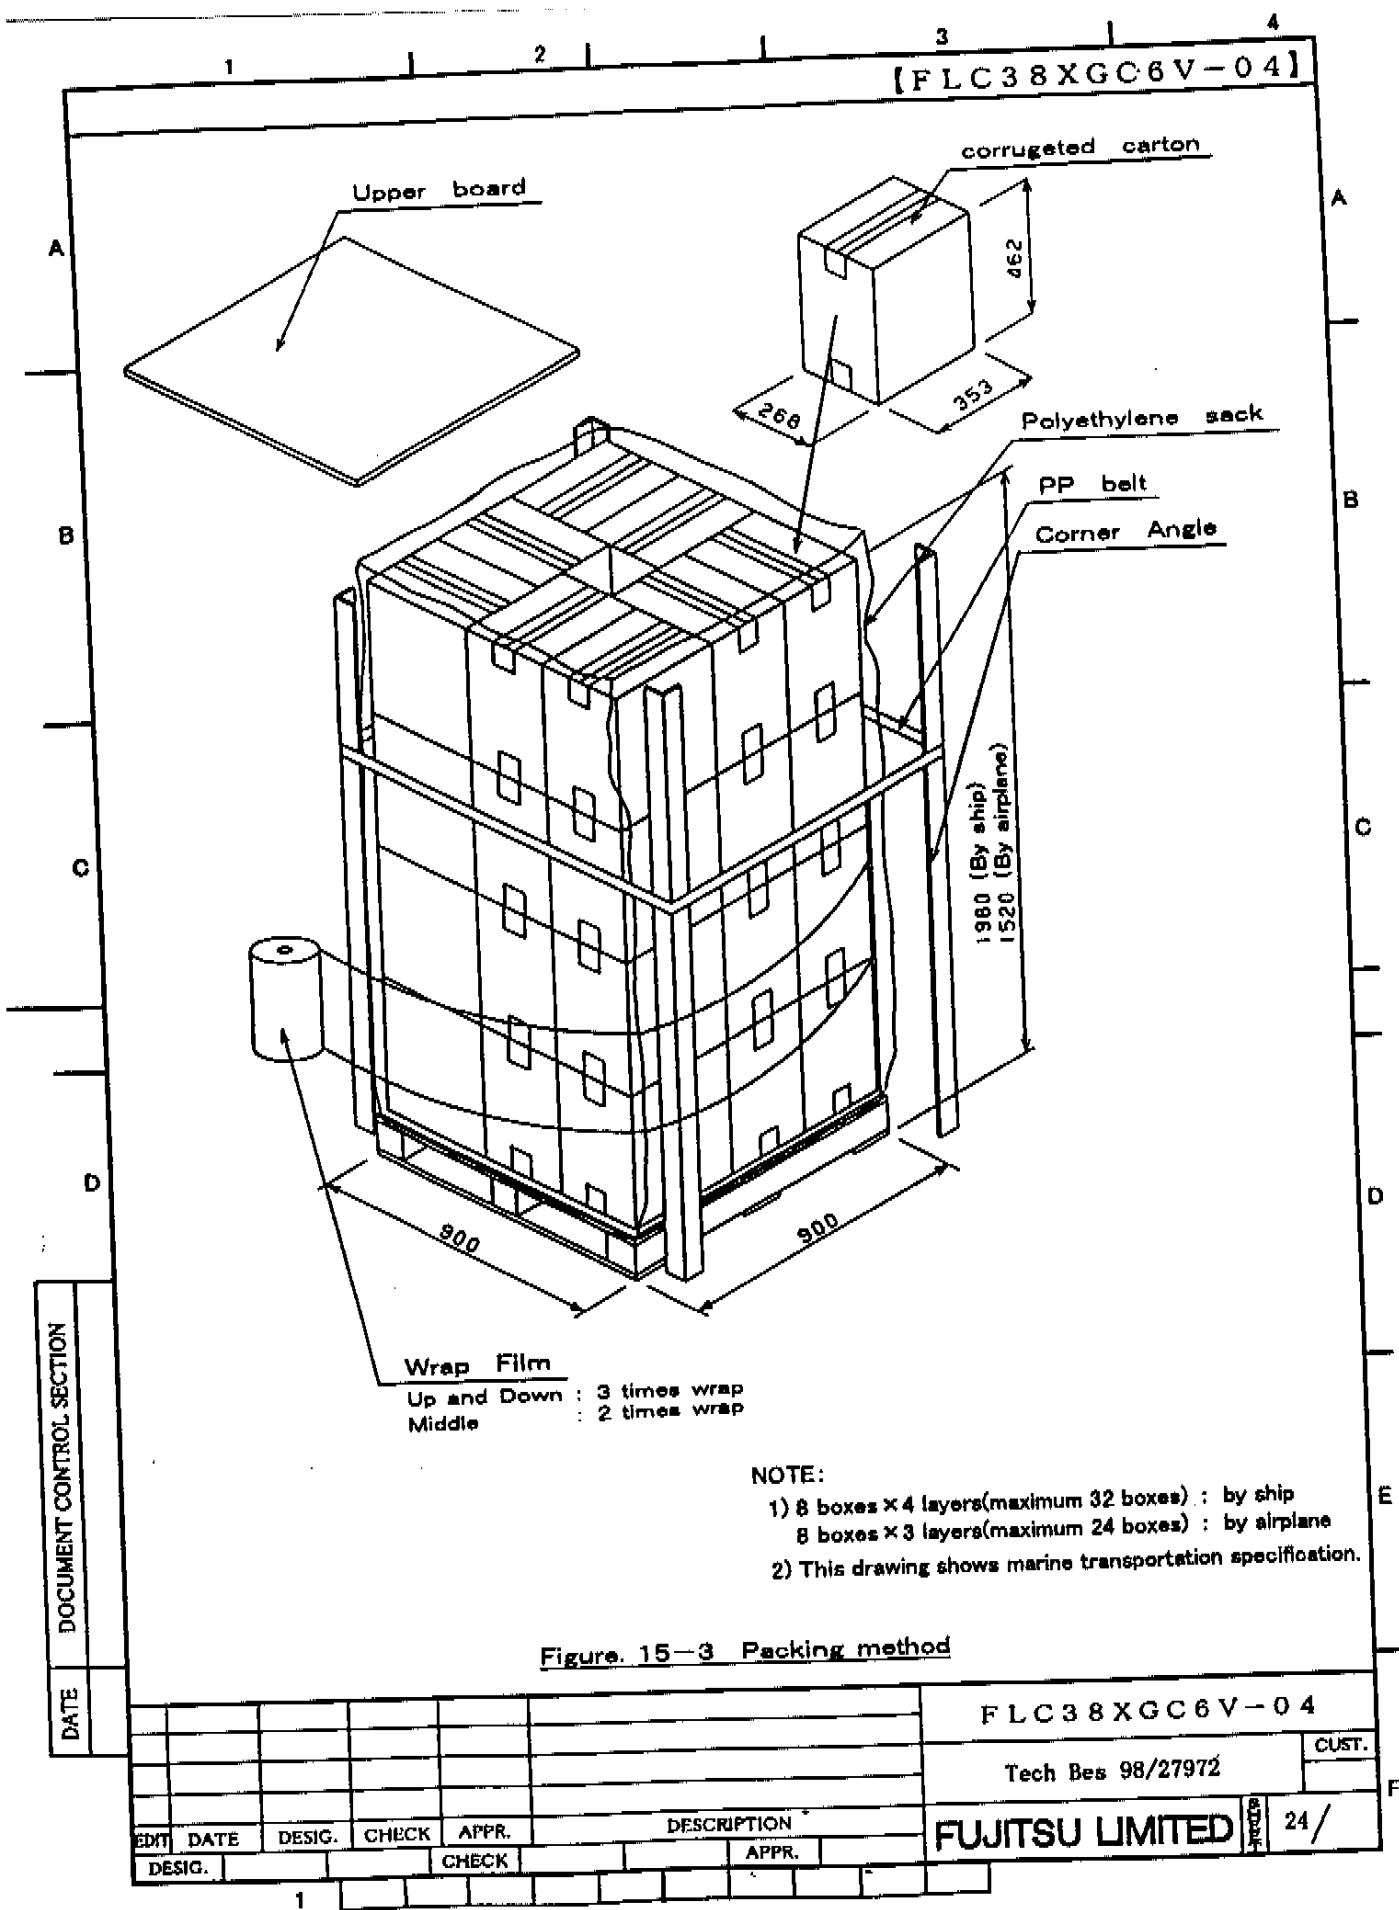 1 2 3 4
【FLC38XGC6V-04】
Upper board
corrugeted carton
A
A
462
268
353
Polyethylene sack
PP belt
Corner Angle
B
B
1980 (By ship)
1520 (By airplane)
C
C
D
D
900
900
Wrap Film
Up and Down : 3 times wrap
Middle : 2 times wrap
NOTE:
1) 8 boxes × 4 layers(maximum 32 boxes) : by ship
8 boxes × 3 layers(maximum 24 boxes) : by airplane
2) This drawing shows marine transportation specification.
E
DOCUMENT CONTROL SECTION
DATE
Figure. 15-3 Packing method
FLC38XGC6V-04
Tech Bes 98/27972
CUST.
F
EDIT DATE DESIG. CHECK APPR. DESCRIPTION
FUJITSU LIMITED
24/
DESIG. CHECK APPR.
1